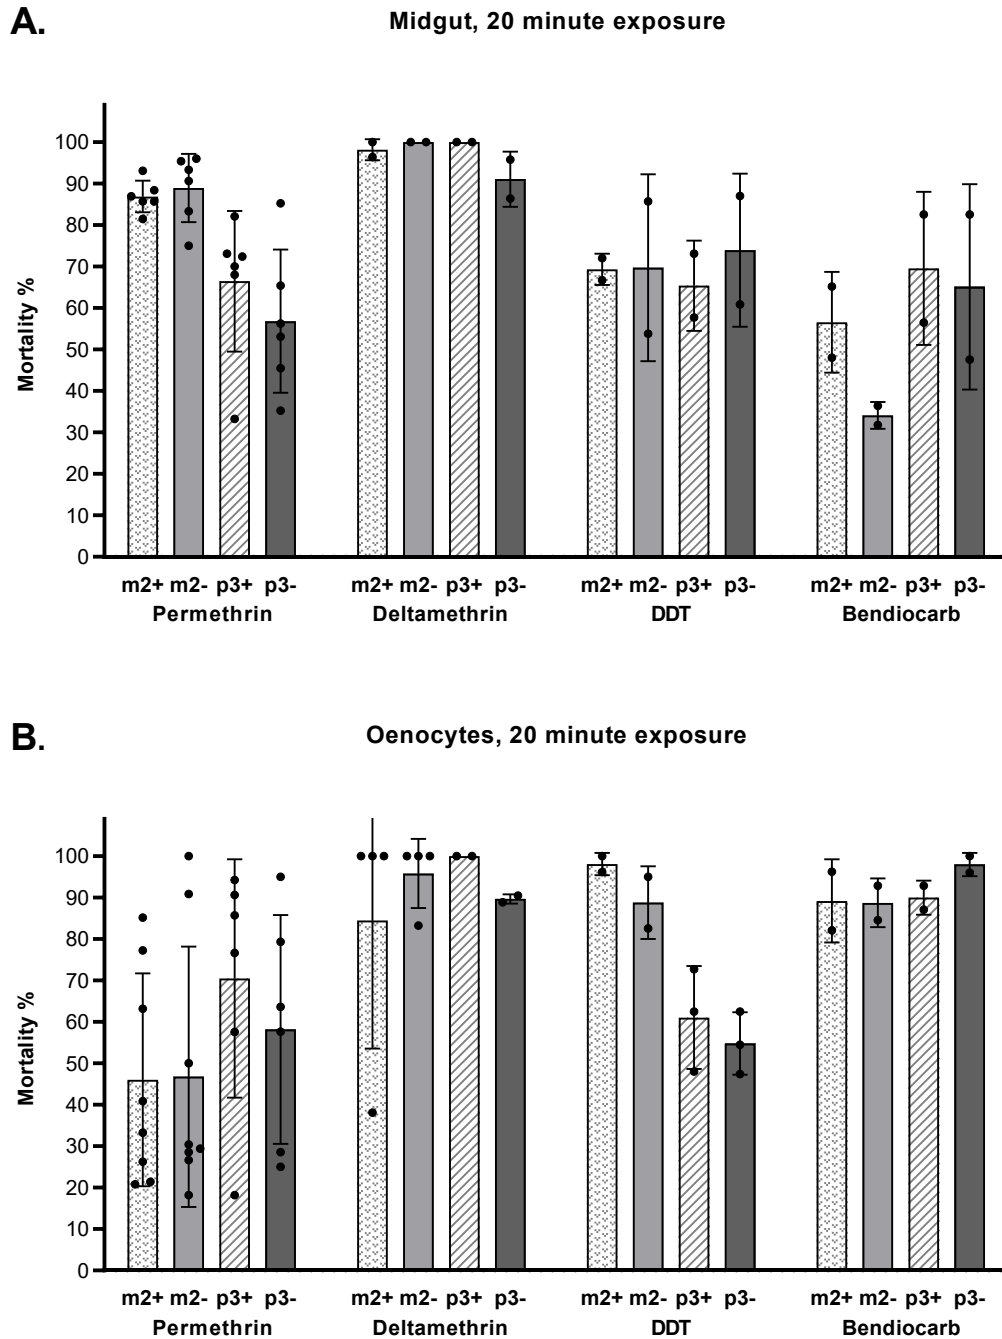 A.
Midgut, 20 minute exposure
Mortality %
100
90
80
70
60
50
40
30
20
10
0
m2+ m2- p3+ p3- m2+ m2- p3+ p3- m2+ m2- p3+ p3- m2+ m2- p3+ p3-
Permethrin Deltamethrin DDT Bendiocarb
B.
Oenocytes, 20 minute exposure
Mortality %
100
90
80
70
60
50
40
30
20
10
0
m2+ m2- p3+ p3- m2+ m2- p3+ p3- m2+ m2- p3+ p3- m2+ m2- p3+ p3-
Permethrin Deltamethrin DDT Bendiocarb